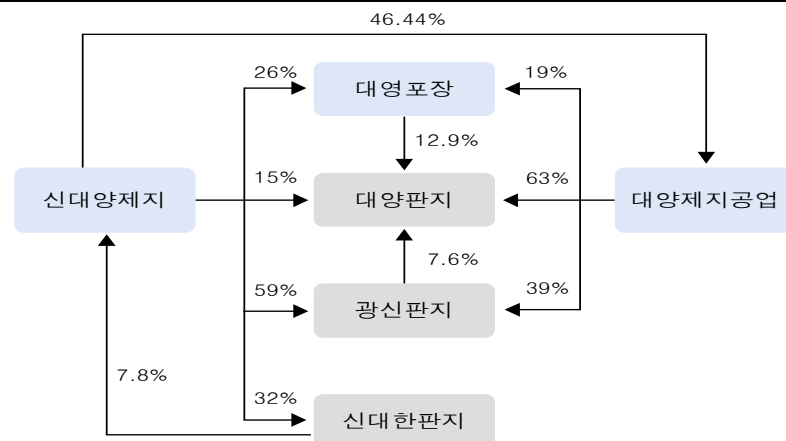 46.44%
26%
대영포장
19%
12.9%
신대양제지
15%
대양판지
63%
대양제지공업
7.6%
59%
광신판지
39%
7.8%
32%
신대한판지